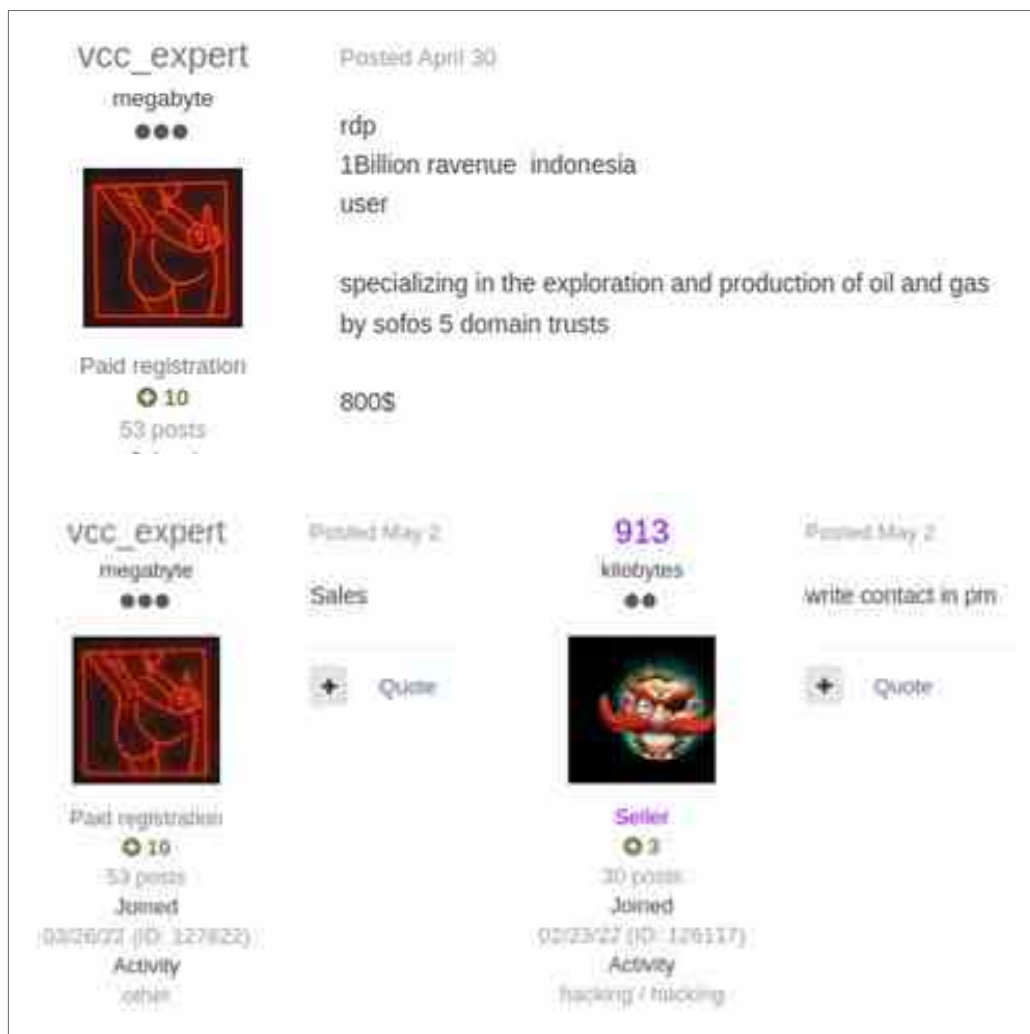 vcc_expert
megabyte
Posted April 30
rdp
1Billion ravenue indonesia
user
specializing in the exploration and production of oil and gas
by sofos 5 domain trusts
800$
Paid registration
10
53 posts
vcc_expert
megabyte
Posted May 2
Sales
+ Quote
Paid registration
10
53 posts
Joined
03/26/22 (ID: 127822)
Activity
other
913
kilobytes
Posted May 2
write contact in pm
+ Quote
Seller
3
30 posts
Joined
02/23/22 (ID: 126117)
Activity
hacking / hacking